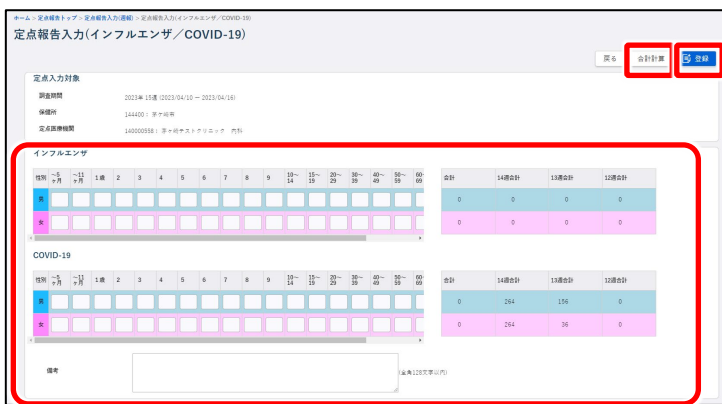 ホーム > 定点報告トップ > 定点報告入力(週報) > 定点報告入力(インフルエンザ／COVID-19)
定点報告入力(インフルエンザ／COVID-19)
戻る 合計計算 登録
定点入力対象
調査期間 2023年 15週 (2023/04/10 ー 2023/04/16)
保健所 144400： 茅ヶ崎市
定点医療機関 140000556： 茅ヶ崎テストクリニック 内科
インフルエンザ
性別 ～5ヶ月 ～11ヶ月 1歳 2 3 4 5 6 7 8 9 10～14 15～19 20～29 30～39 40～49 50～59 60～69 合計 14週合計 13週合計 12週合計
男 0 0 0 0
女 0 0 0 0
COVID-19
性別 ～5ヶ月 ～11ヶ月 1歳 2 3 4 5 6 7 8 9 10～14 15～19 20～29 30～39 40～49 50～59 60～69 合計 14週合計 13週合計 12週合計
男 0 264 196 0
女 0 264 36 0
備考 (全角128文字以内)